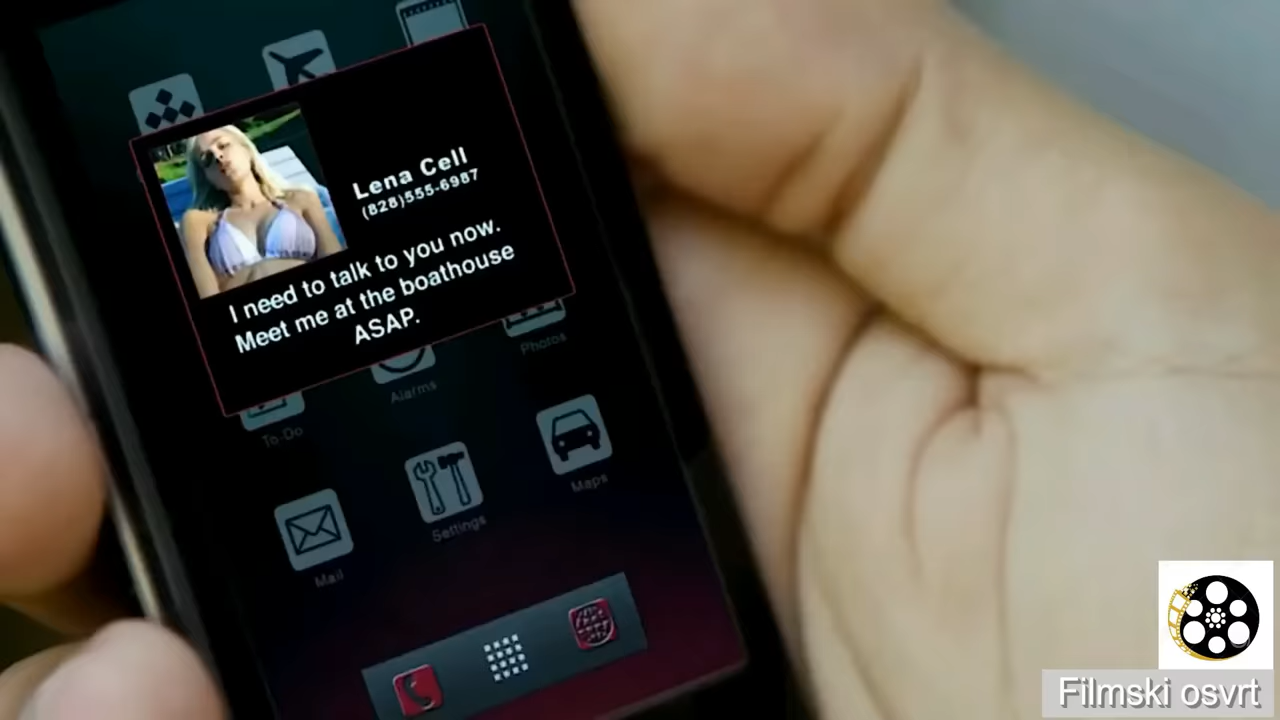 Lena Cell
(828)555-6987
I need to talk to you now.
Meet me at the boathouse
ASAP.
Photos
Alarms
To-Do
Maps
Settings
Mail
Filmski osvrt